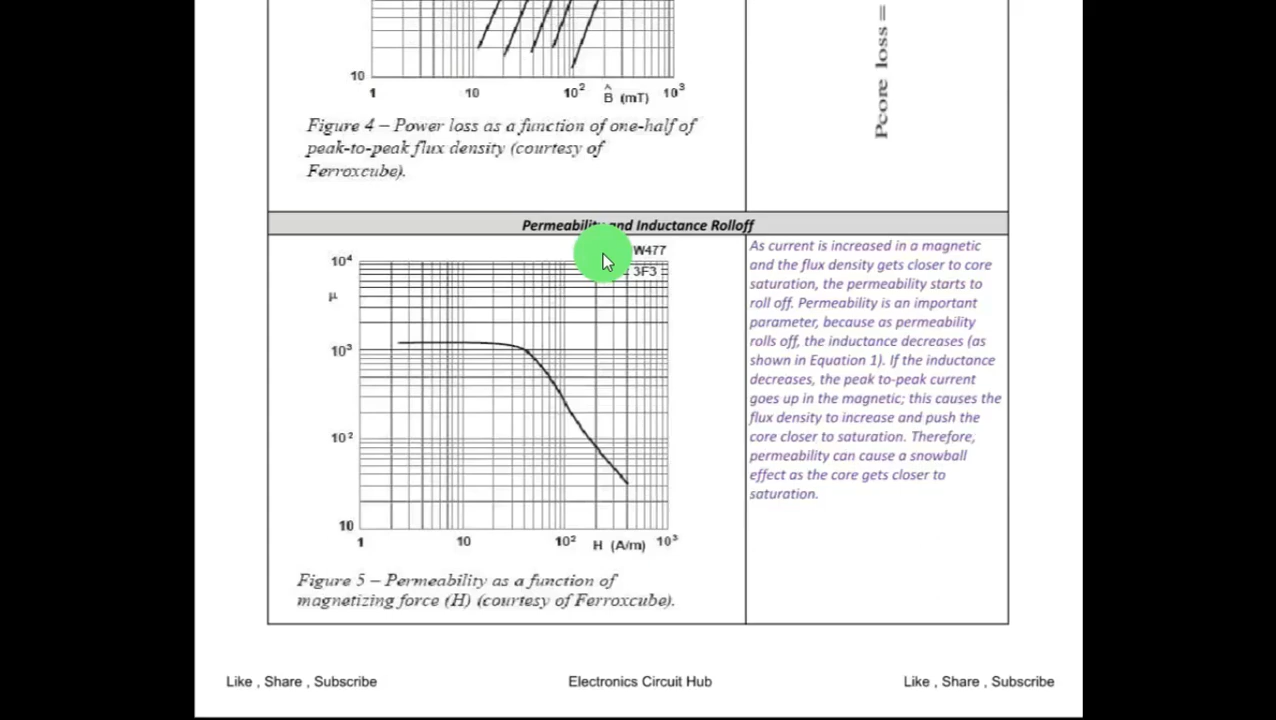 10
1
10
10²
B̂ (mT)
10³
Figure 4 – Power loss as a function of one-half of
peak-to-peak flux density (courtesy of
Ferroxcube).
Pcore loss =
Permeability and Inductance Rolloff
W477
3F3
10⁴
μ
10³
10²
10
1
10
10²
H (A/m)
10³
Figure 5 – Permeability as a function of
magnetizing force (H) (courtesy of Ferroxcube).
As current is increased in a magnetic
and the flux density gets closer to core
saturation, the permeability starts to
roll off. Permeability is an important
parameter, because as permeability
rolls off, the inductance decreases (as
shown in Equation 1). If the inductance
decreases, the peak to-peak current
goes up in the magnetic; this causes the
flux density to increase and push the
core closer to saturation. Therefore,
permeability can cause a snowball
effect as the core gets closer to
saturation.
Like , Share , Subscribe
Electronics Circuit Hub
Like , Share , Subscribe